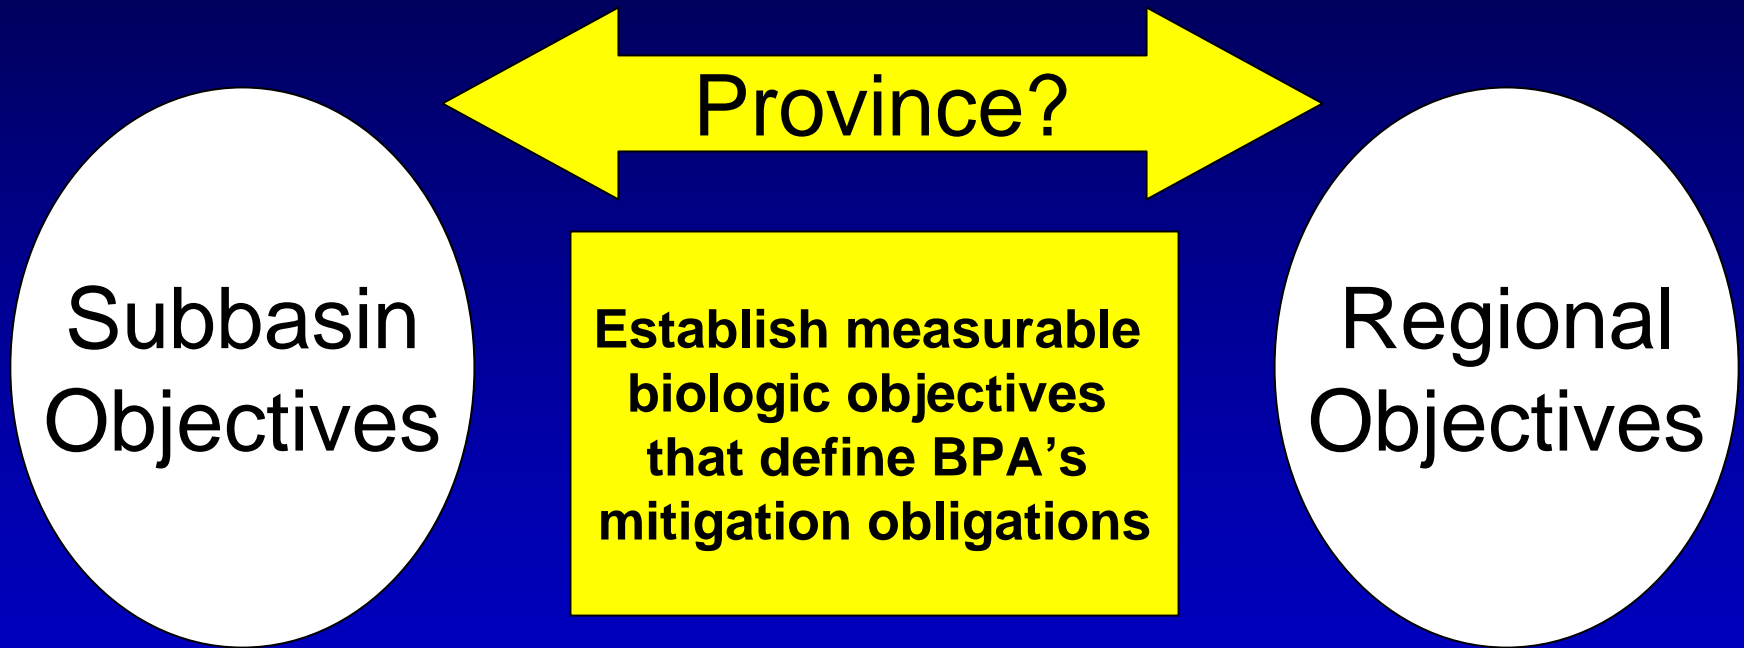 Province?
Subbasin
Objectives
Establish measurable
biologic objectives
that define BPA’s
mitigation obligations
Regional
Objectives